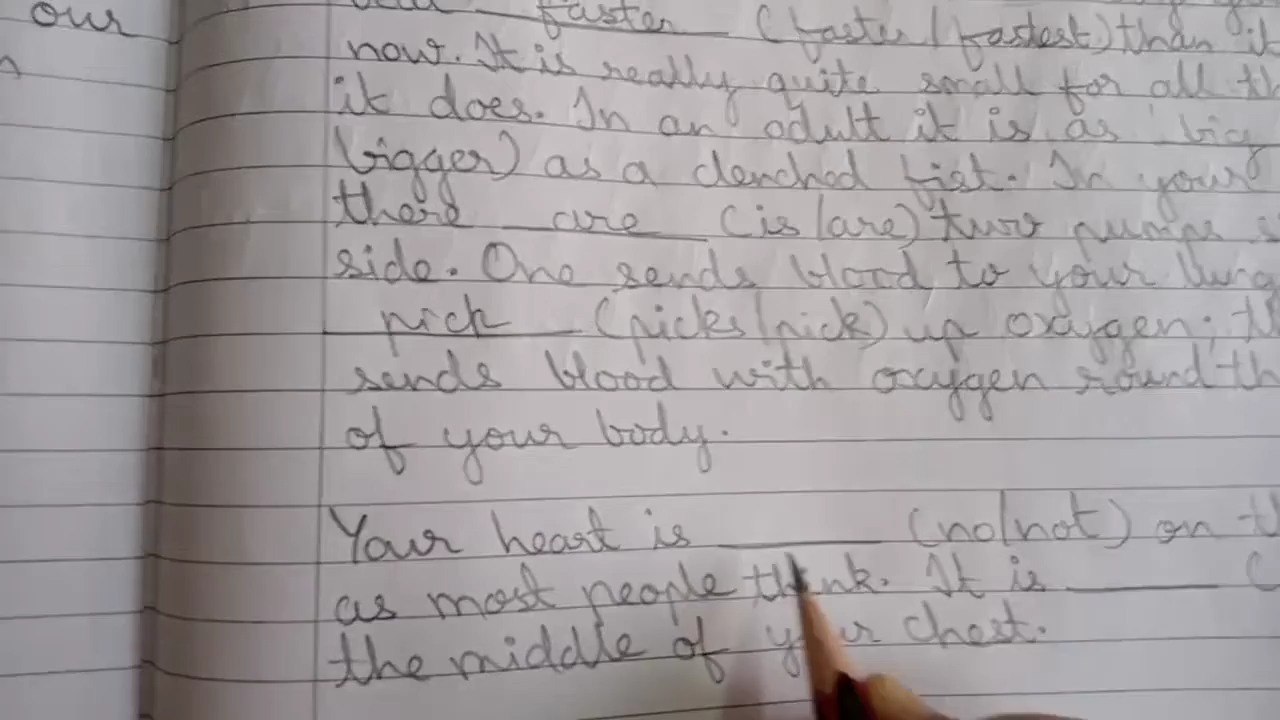 our
faster (faster/fastest) than it
now. It is really quite small for all th
it does. In an adult it is as big
bigger) as a clenched fist. In your
there are (is/are) two pumps
side. One sends blood to your lung
pick (picks/pick) up oxygen; th
sends blood with oxygen round th
of your body.
Your heart is ______ (no/not) on t
as most people think. It is ______ (
the middle of your chest.